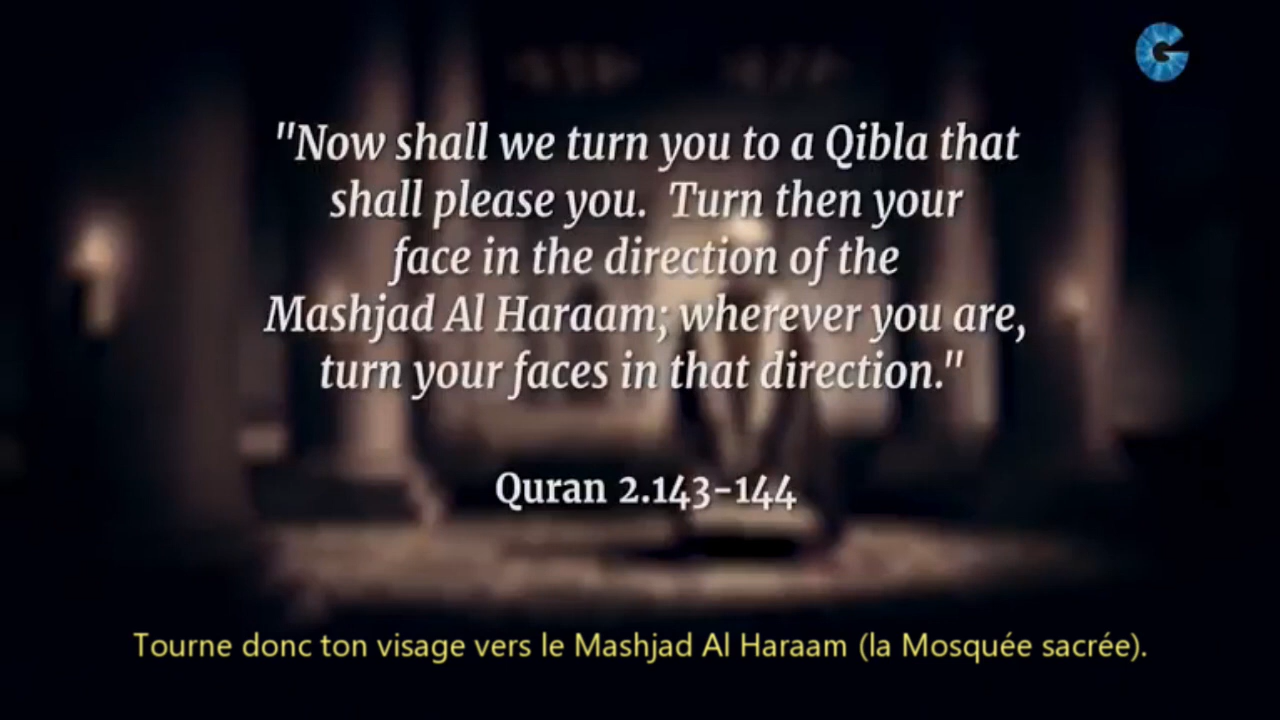 "Now shall we turn you to a Qibla that
shall please you. Turn then your
face in the direction of the
Mashjad Al Haraam; wherever you are,
turn your faces in that direction."
Quran 2.143-144
Tourne donc ton visage vers le Mashjad Al Haraam (la Mosquée sacrée).